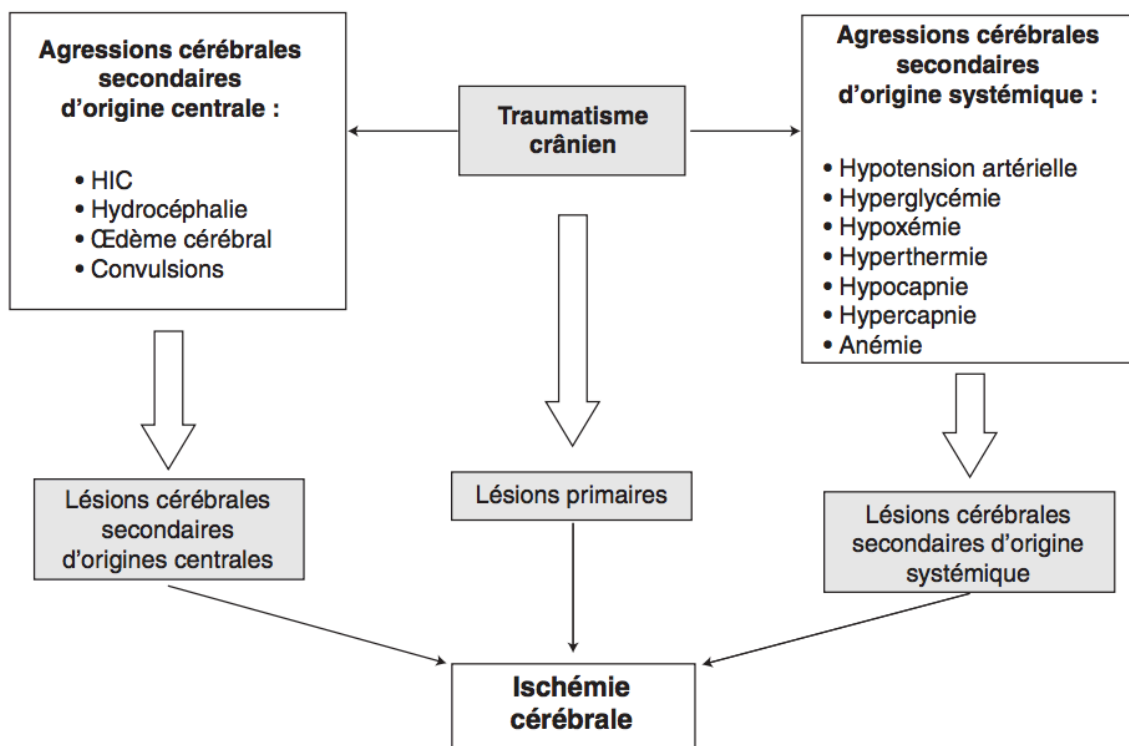 Agressions cérébrales
secondaires
d'origine centrale :
• HIC
• Hydrocéphalie
• Œdème cérébral
• Convulsions
Traumatisme
crânien
Agressions cérébrales
secondaires
d'origine systémique :
• Hypotension artérielle
• Hyperglycémie
• Hypoxémie
• Hyperthermie
• Hypocapnie
• Hypercapnie
• Anémie
Lésions cérébrales
secondaires
d'origines centrales
Lésions primaires
Lésions cérébrales
secondaires d'origine
systémique
Ischémie
cérébrale